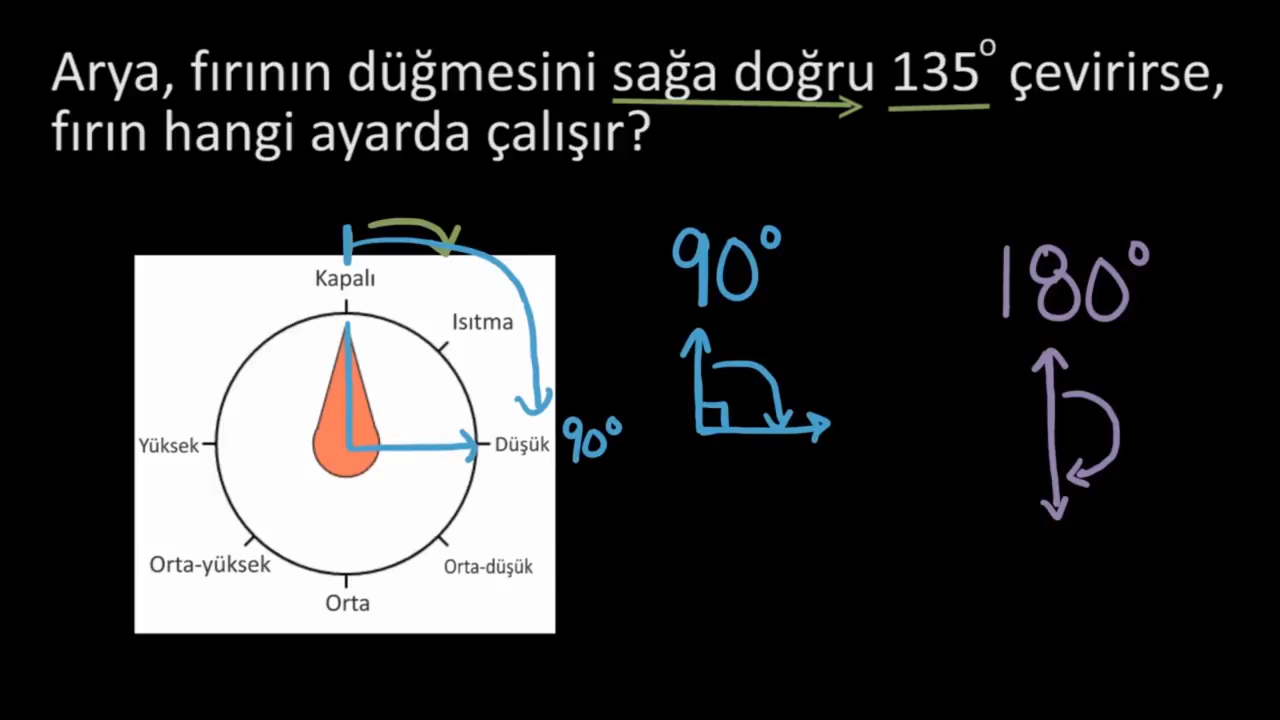 Arya, fırının düğmesini sağa doğru 135° çevirirse,
fırın hangi ayarda çalışır?
90°
180°
Kapalı
Isıtma
Yüksek
Düşük
90°
Orta-yüksek
Orta-düşük
Orta